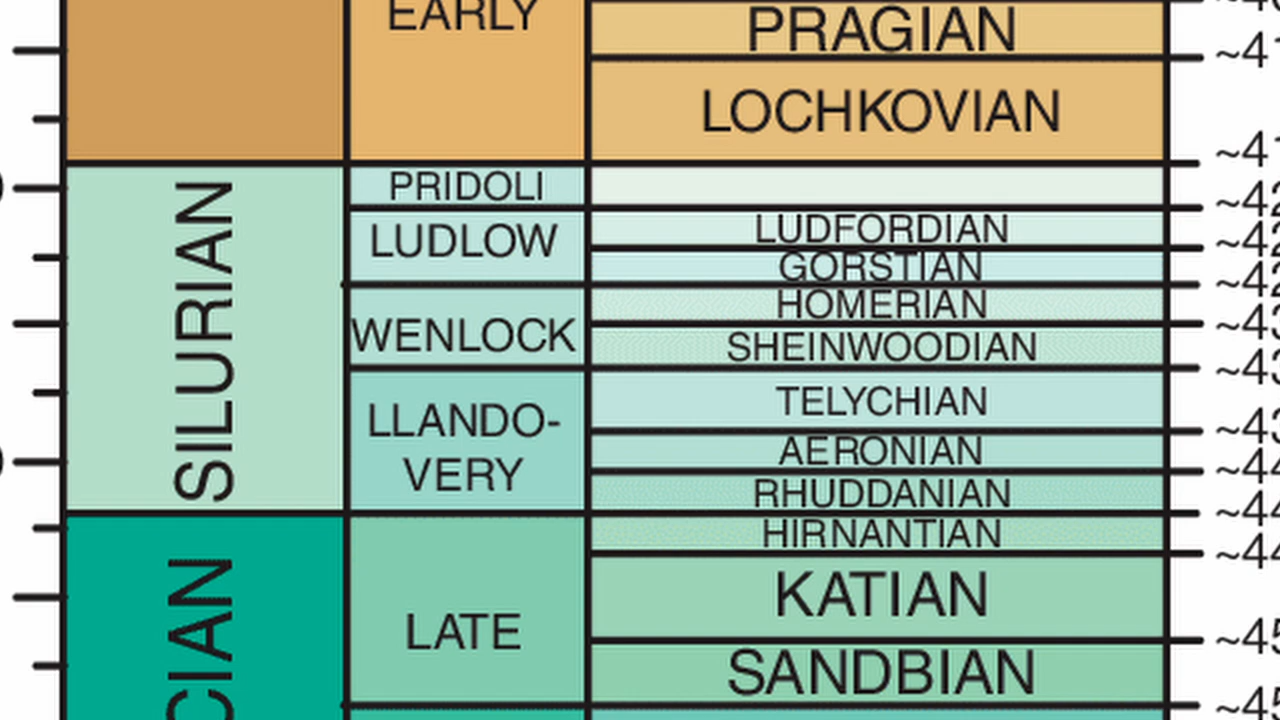 EARLY
PRAGIAN
LOCHKOVIAN
SILURIAN
PRIDOLI
LUDLOW
LUDFORDIAN
GORSTIAN
WENLOCK
HOMERIAN
SHEINWOODIAN
LLANDO-
VERY
TELYCHIAN
AERONIAN
RHUDDANIAN
CIAN
LATE
HIRNANTIAN
KATIAN
SANDBIAN